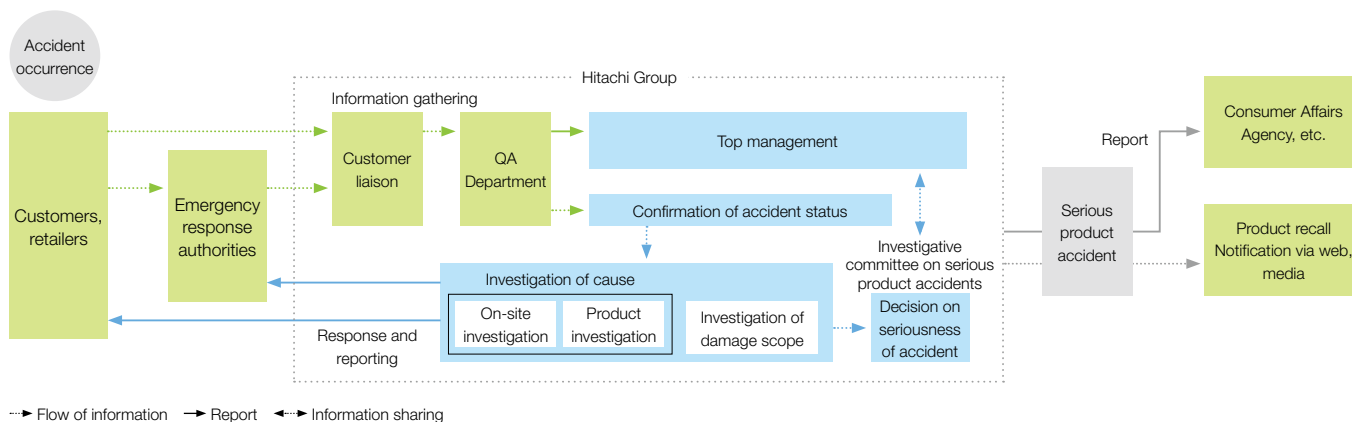 Accident
occurrence
Hitachi Group
Information gathering
Customers,
retailers
Emergency
response
authorities
Customer
liaison
QA
Department
Top management
Confirmation of accident status
Investigation of cause
On-site
investigation
Product
investigation
Investigation of
damage scope
Response and
reporting
Investigative
committee on serious
product accidents
Decision on
seriousness
of accident
Report
Serious
product
accident
Consumer Affairs
Agency, etc.
Product recall
Notification via web,
media
Flow of information
Report
Information sharing